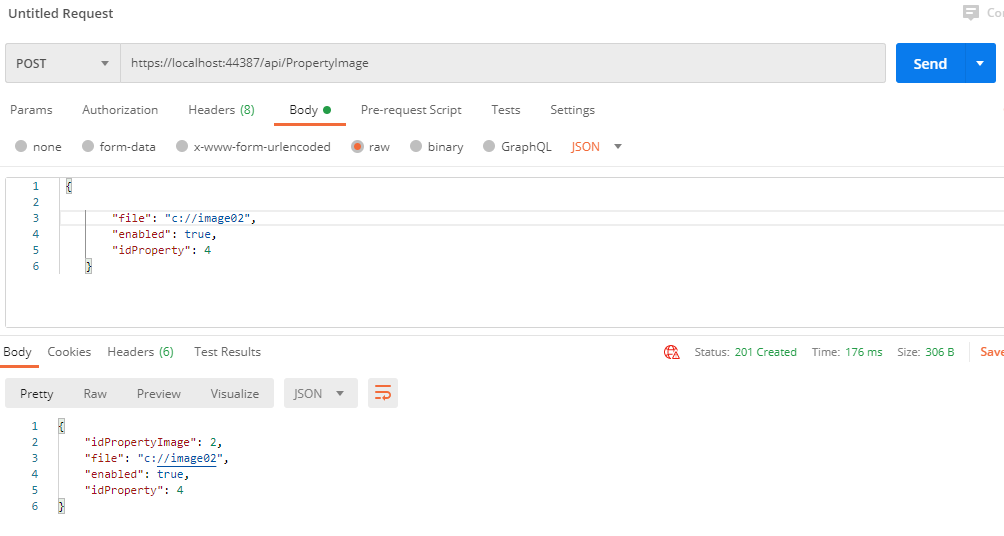 Untitled Request
Co
POST https://localhost:44387/api/PropertyImage Send
Params Authorization Headers (8) Body Pre-request Script Tests Settings
none form-data x-www-form-urlencoded raw binary GraphQL JSON
1 {
2
3 "file": "c://image02",
4 "enabled": true,
5 "idProperty": 4
6 }
Body Cookies Headers (6) Test Results Status: 201 Created Time: 176 ms Size: 306 B Save
Pretty Raw Preview Visualize JSON
1 {
2 "idPropertyImage": 2,
3 "file": "c://image02",
4 "enabled": true,
5 "idProperty": 4
6 }